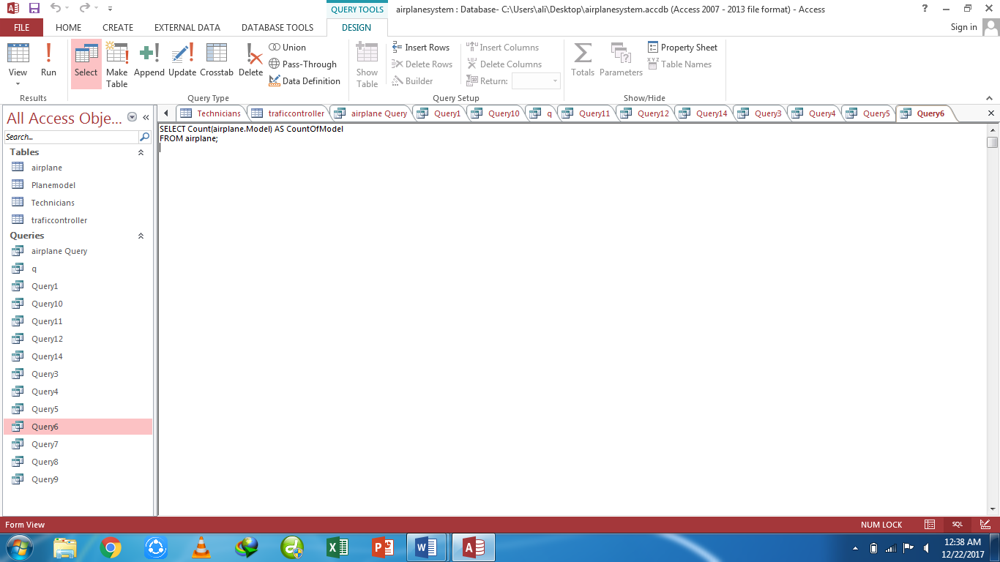 QUERY TOOLS
airplanesystem : Database- C:\Users\ali\Desktop\airplanesystem.accdb (Access 2007 - 2013 file format) - Access
FILE HOME CREATE EXTERNAL DATA DATABASE TOOLS DESIGN Sign in
View
Run
Results
Select
Make Table
Append
Update
Crosstab
Delete
Union
Pass-Through
Data Definition
Query Type
Show Table
Insert Rows
Delete Rows
Builder
Insert Columns
Delete Columns
Return:
Query Setup
Totals
Parameters
Property Sheet
Table Names
Show/Hide
All Access Obje...
Search...
Tables
airplane
Planemodel
Technicians
traficcontroller
Queries
airplane Query
q
Query1
Query10
Query11
Query12
Query14
Query3
Query4
Query5
Query6
Query7
Query8
Query9
Technicians traficcontroller airplane Query Query1 Query10 q Query11 Query12 Query14 Query3 Query4 Query5 Query6
SELECT Count(airplane.Model) AS CountOfModel
FROM airplane;
Form View
NUM LOCK
SQL
12:38 AM
12/22/2017